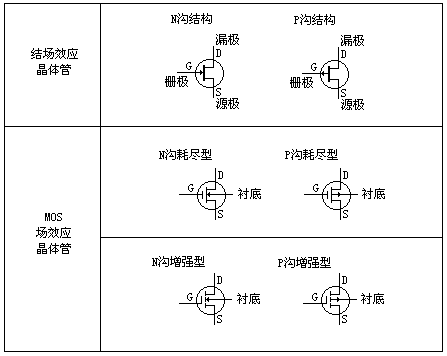 N沟结构 P沟结构
结场效应
晶体管
漏极 漏极
D D
G G
栅极 栅极
S S
源极 源极
MOS
场效应
晶体管
N沟耗尽型 P沟耗尽型
D D
G 衬底 G 衬底
S S
N沟增强型 P沟增强型
D D
G 衬底 G 衬底
S S